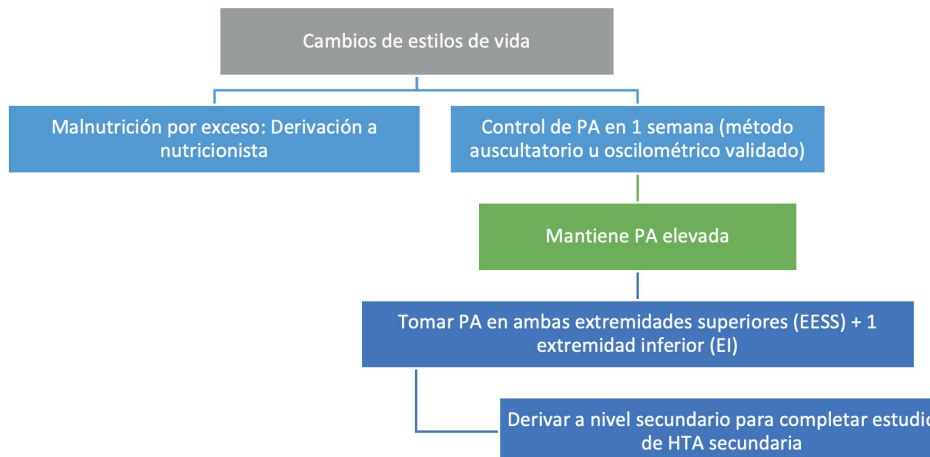 Cambios de estilos de vida
Malnutrición por exceso: Derivación a
nutricionista
Control de PA en 1 semana (método
auscultatorio u oscilométrico validado)
Mantiene PA elevada
Tomar PA en ambas extremidades superiores (EESS) + 1
extremidad inferior (EI)
Derivar a nivel secundario para completar estudio
de HTA secundaria